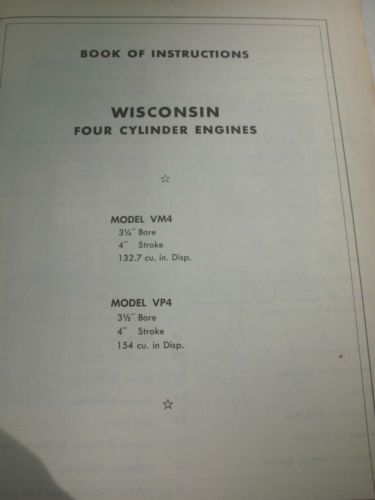 BOOK OF INSTRUCTIONS
WISCONSIN
FOUR CYLINDER ENGINES
☆
MODEL VM4
3¼" Bore
4" Stroke
132.7 cu. in. Disp.
MODEL VP4
3½" Bore
4" Stroke
154 cu. in. Disp.
☆